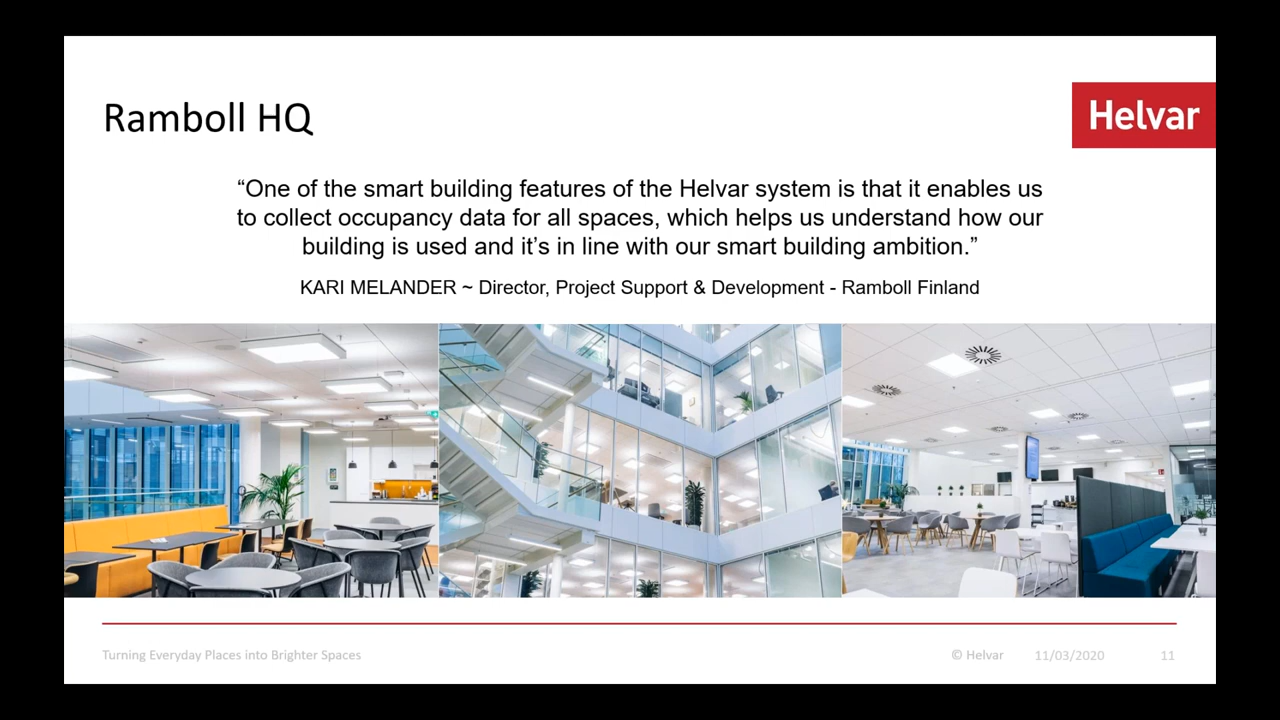 Ramboll HQ
Helvar
“One of the smart building features of the Helvar system is that it enables us
to collect occupancy data for all spaces, which helps us understand how our
building is used and it’s in line with our smart building ambition.”
KARI MELANDER ~ Director, Project Support & Development - Ramboll Finland
Turning Everyday Places into Brighter Spaces
© Helvar
11/03/2020
11